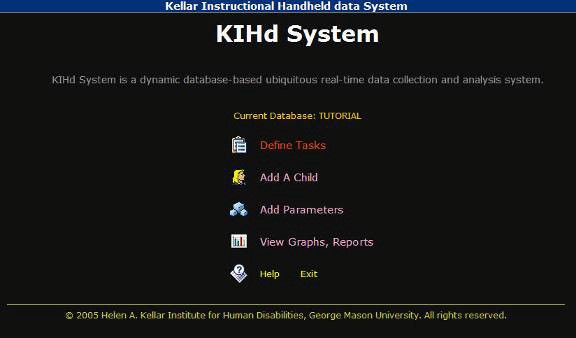 Kellar Instructional Handheld data System
KIHd System
KIHd System is a dynamic database-based ubiquitous real-time data collection and analysis system.
Current Database: TUTORIAL
Define Tasks
Add A Child
Add Parameters
View Graphs, Reports
Help Exit
© 2005 Helen A. Kellar Institute for Human Disabilities, George Mason University. All rights reserved.